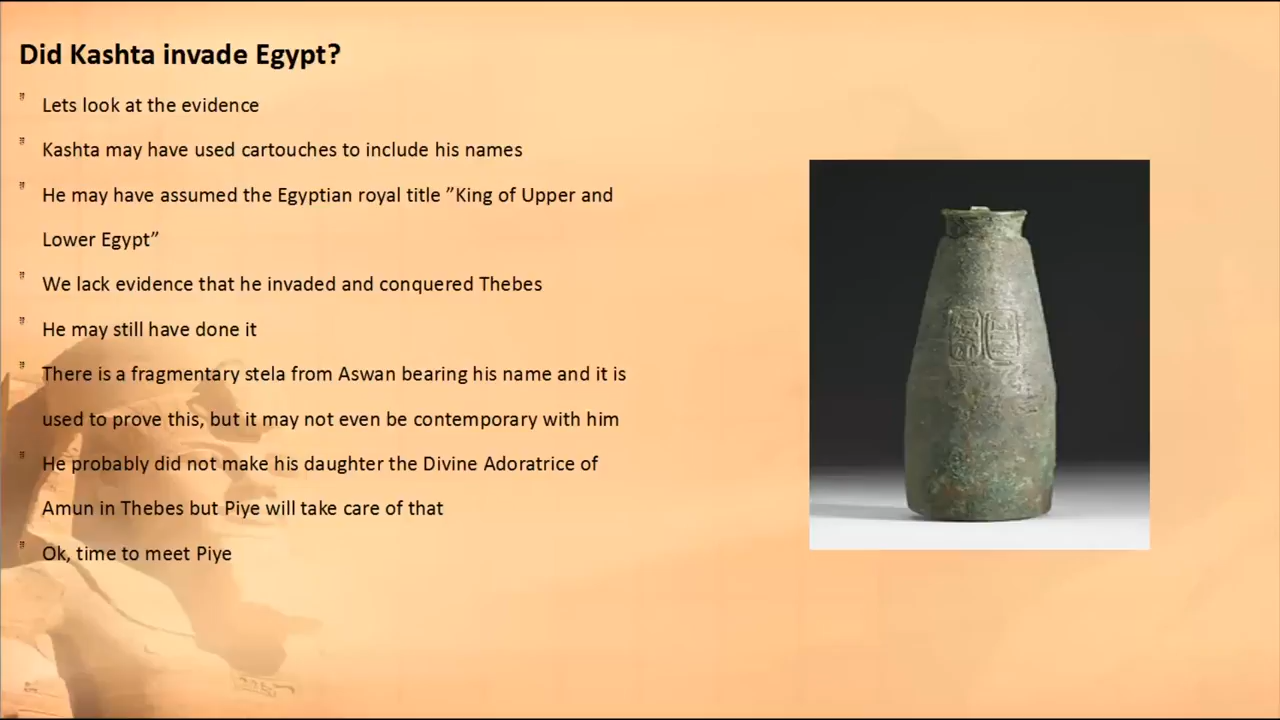 Did Kashta invade Egypt?
Lets look at the evidence
Kashta may have used cartouches to include his names
He may have assumed the Egyptian royal title ”King of Upper and
Lower Egypt”
We lack evidence that he invaded and conquered Thebes
He may still have done it
There is a fragmentary stela from Aswan bearing his name and it is
used to prove this, but it may not even be contemporary with him
He probably did not make his daughter the Divine Adoratrice of
Amun in Thebes but Piye will take care of that
Ok, time to meet Piye